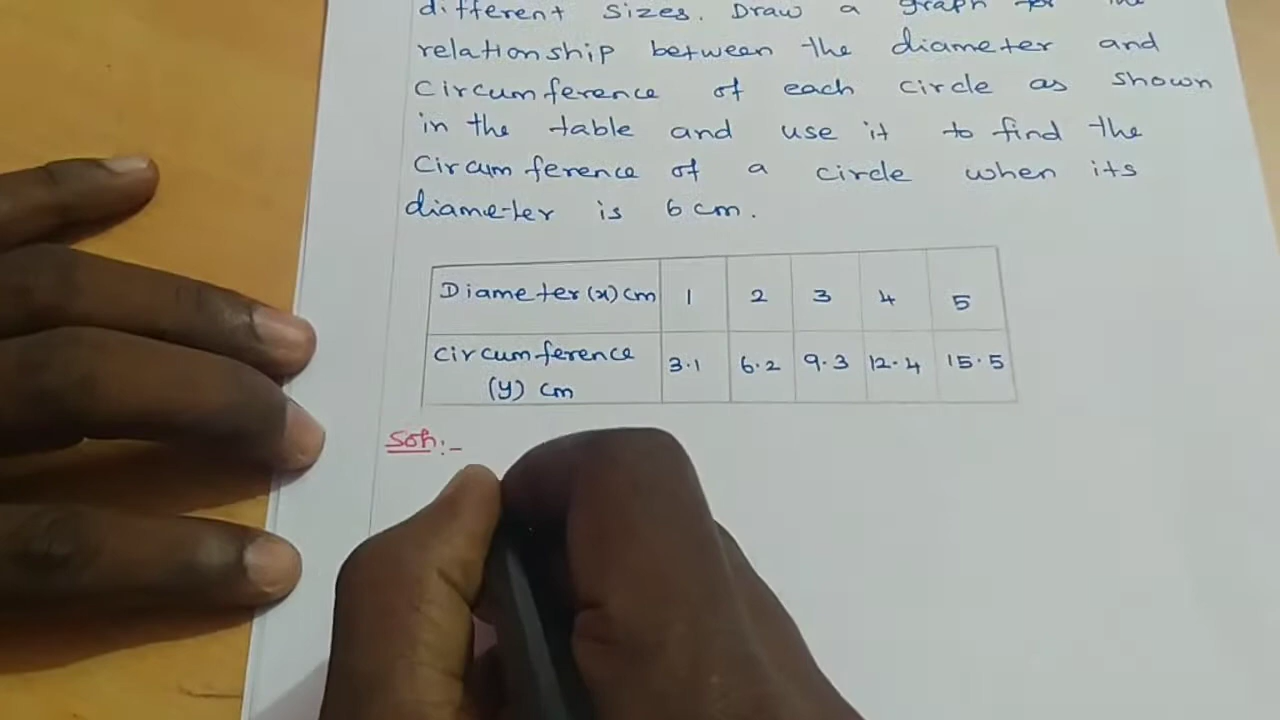 different sizes. Draw a graph for the
relationship between the diameter and
circumference of each circle as shown
in the table and use it to find the
circumference of a circle when its
diameter is 6 cm.
Diameter (x) cm 1 2 3 4 5
circumference (y) cm 3.1 6.2 9.3 12.4 15.5
Soln:-